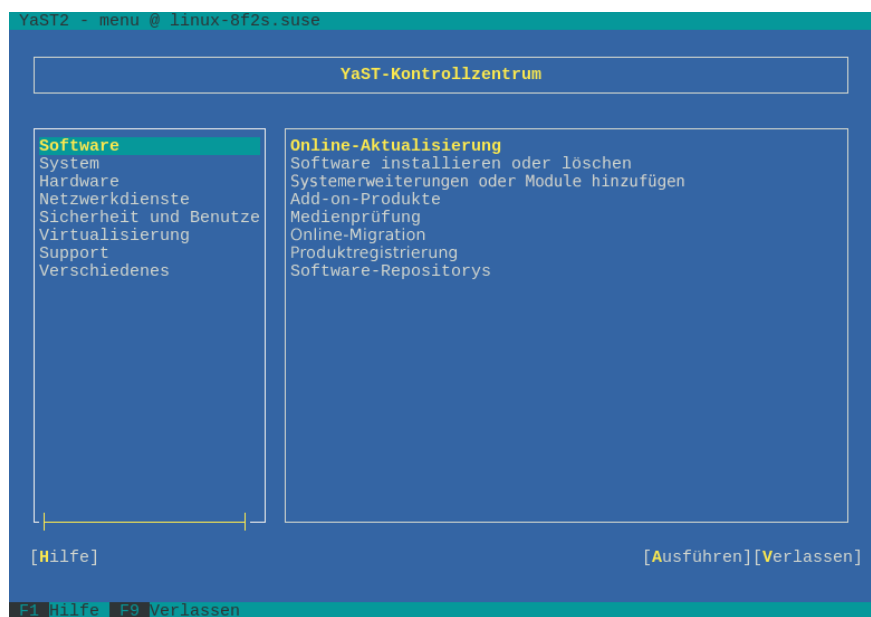 YaST2 - menu @ linux-8f2s.suse
YaST-Kontrollzentrum
Software
System
Hardware
Netzwerkdienste
Sicherheit und Benutze
Virtualisierung
Support
Verschiedenes
Online-Aktualisierung
Software installieren oder löschen
Systemerweiterungen oder Module hinzufügen
Add-on-Produkte
Medienprüfung
Online-Migration
Produktregistrierung
Software-Repositorys
[Hilfe]
[Ausführen][Verlassen]
F1 Hilfe F9 Verlassen